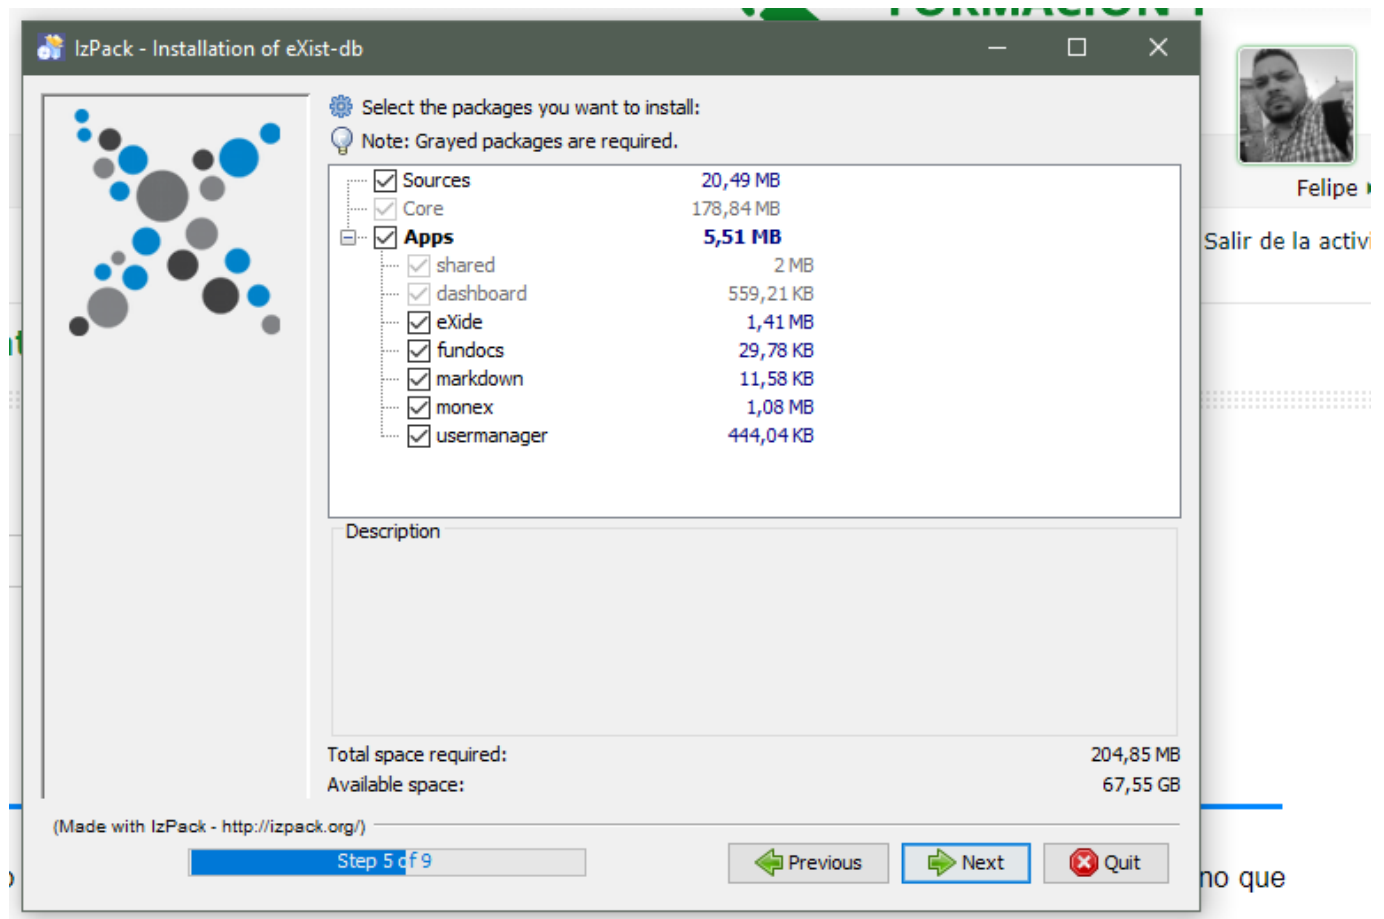 FORMACIÓN Y
IzPack - Installation of eXist-db
Select the packages you want to install:
Note: Grayed packages are required.
Sources 20,49 MB
Core 178,84 MB
Apps 5,51 MB
shared 2 MB
dashboard 559,21 KB
eXide 1,41 MB
fundocs 29,78 KB
markdown 11,58 KB
monex 1,08 MB
usermanager 444,04 KB
Description
Total space required: 204,85 MB
Available space: 67,55 GB
(Made with IzPack - http://izpack.org/)
Step 5 of 9
Previous
Next
Quit
Felipe
Salir de la activi
no que